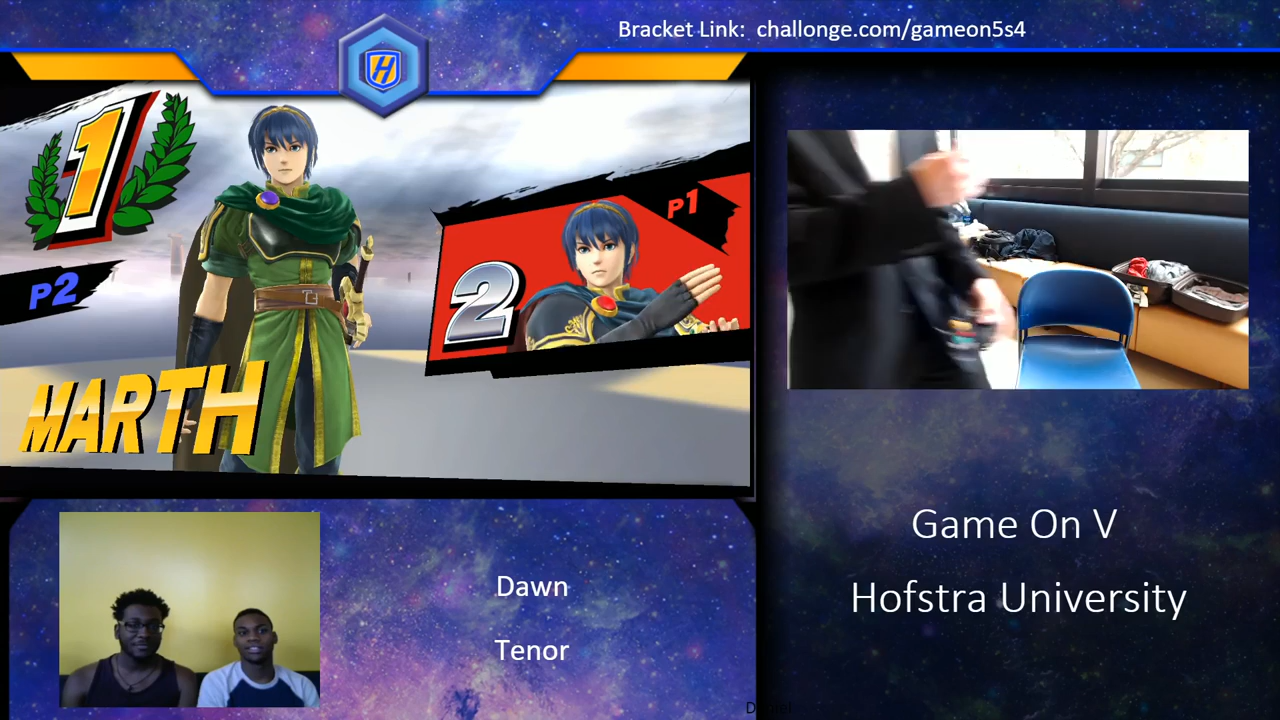 Bracket Link: challonge.com/gameon5s4
H
1
P2
MARTH
P1
2
Dawn
Tenor
Game On V
Hofstra University